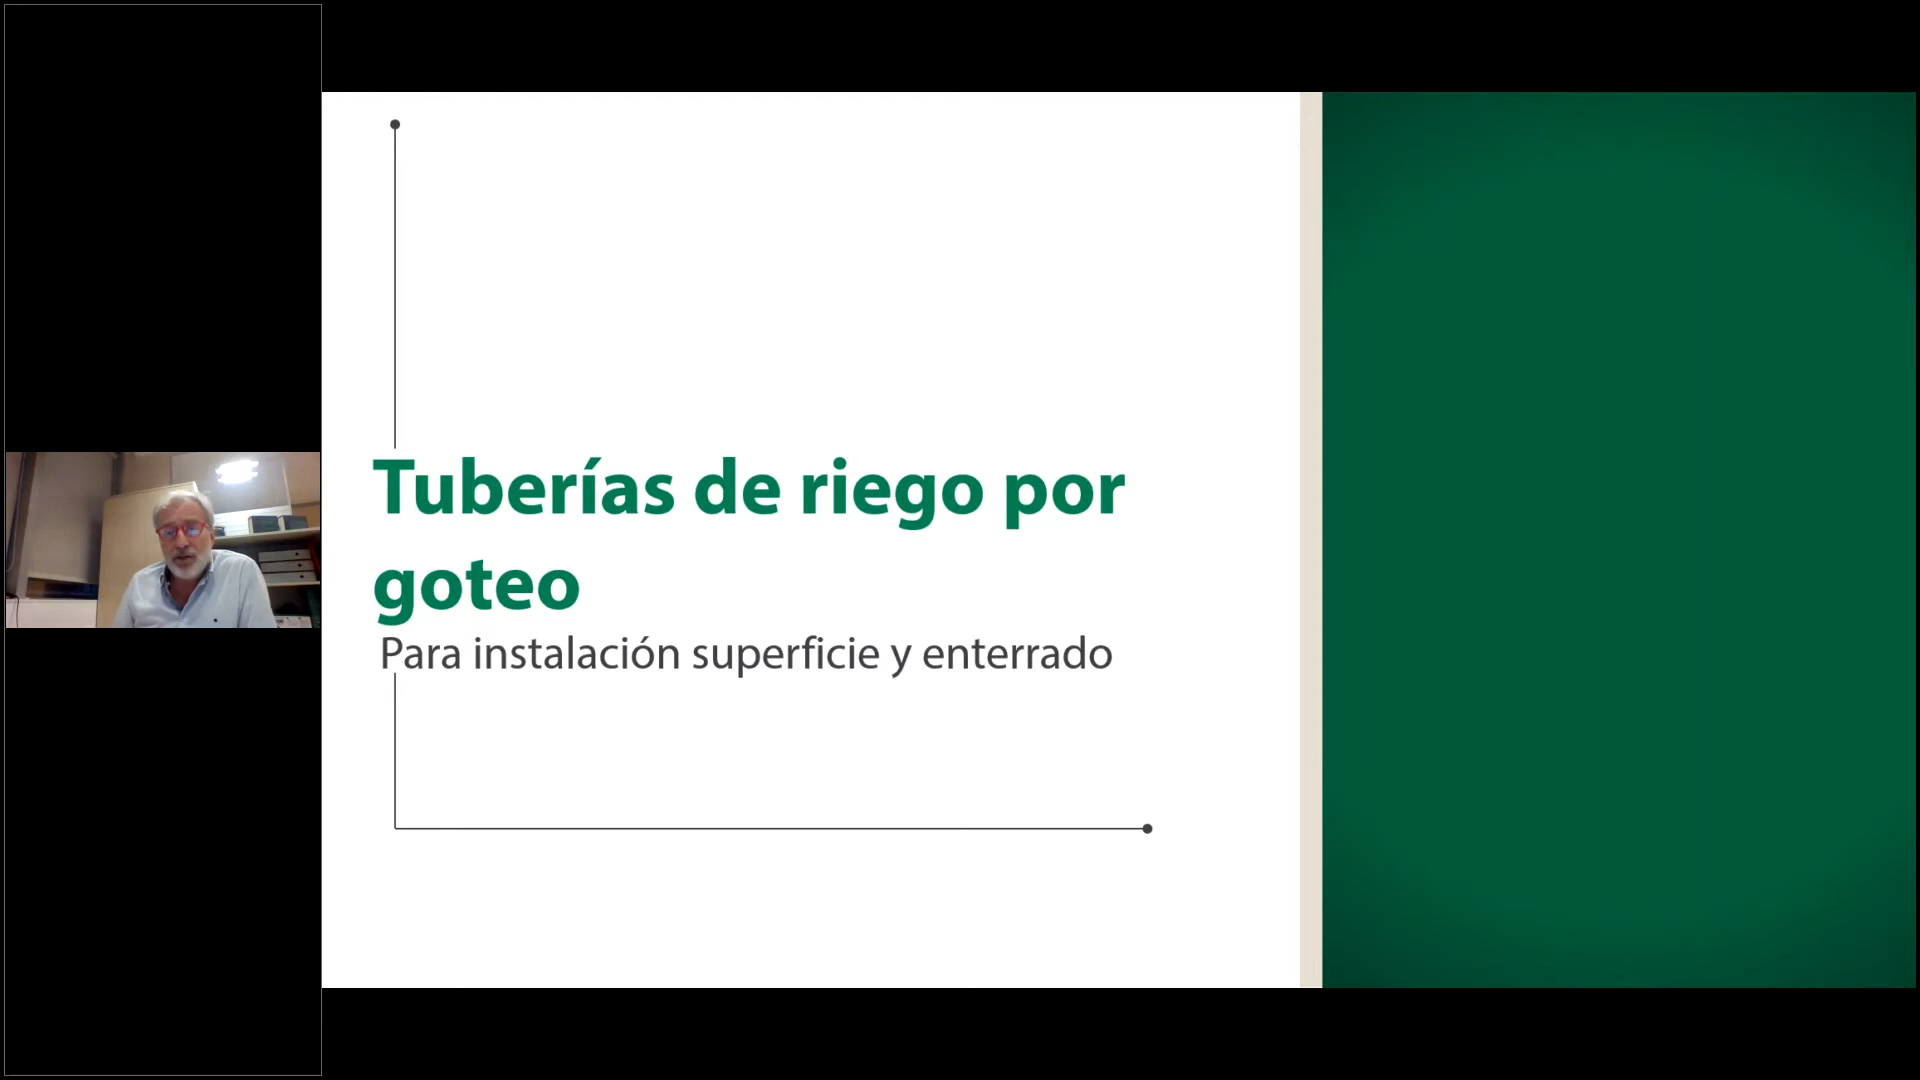 Tuberías de riego por
goteo
Para instalación superficie y enterrado